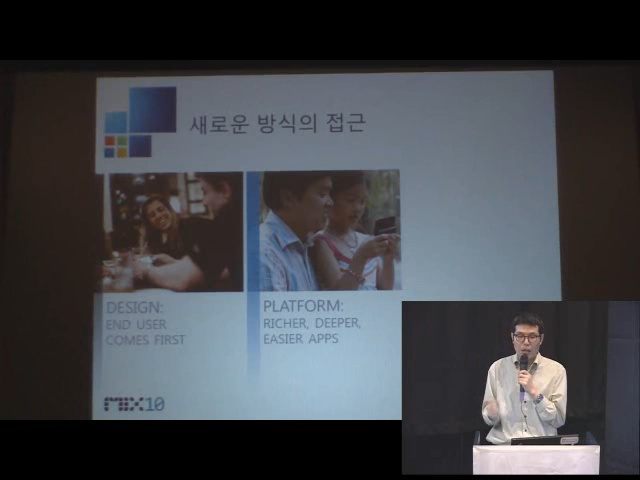 새로운 방식의 접근
DESIGN:
END USER
COMES FIRST
PLATFORM:
RICHER, DEEPER,
EASIER APPS
MIX10